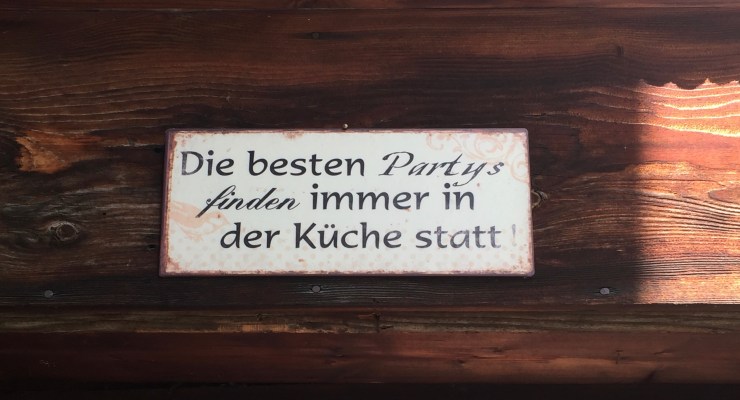 Die besten Partys
finden immer in
der Küche statt!